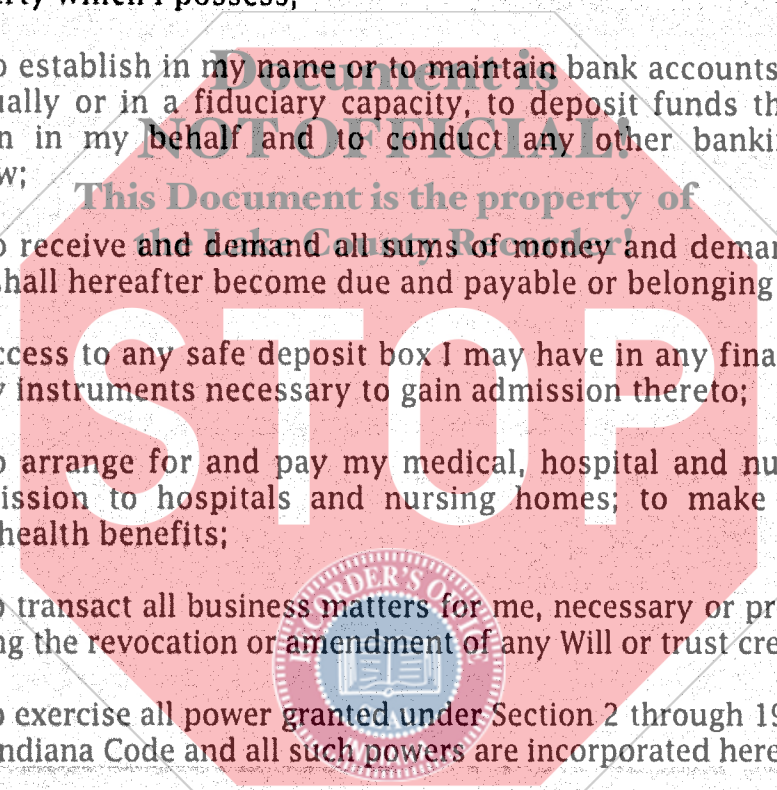 erty which I possess;
Document is
o establish in my name or to maintain bank accounts
ually or in a fiduciary capacity, to deposit funds th
NOT OFFICIAL!
n in my behalf and to conduct any other banki
w;
This Document is the property of
the Lake County Recorder!
o receive and demand all sums of money and deman
shall hereafter become due and payable or belonging
STOP
ccess to any safe deposit box I may have in any fina
y instruments necessary to gain admission thereto;
o arrange for and pay my medical, hospital and nu
ission to hospitals and nursing homes; to make
health benefits;
RECORDER'S OFFICE
o transact all business matters for me, necessary or pr
ng the revocation or amendment of any Will or trust cre
o exercise all power granted under Section 2 through 19
Indiana Code and all such powers are incorporated here